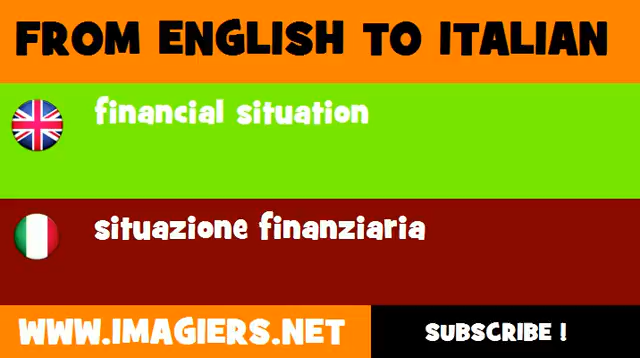 FROM ENGLISH TO ITALIAN
financial situation
situazione finanziaria
WWW.IMAGIERS.NET
SUBSCRIBE !